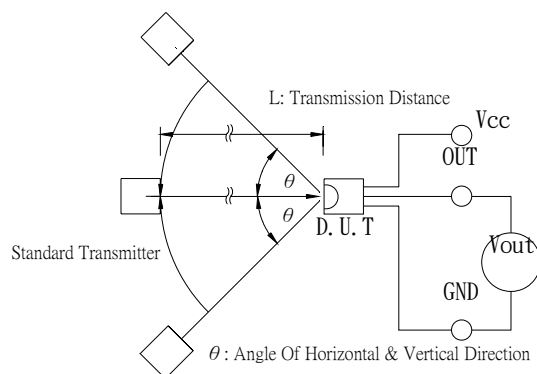 L: Transmission Distance
Vcc
OUT
θ
θ
D.U.T
Standard Transmitter
Vout
GND
θ : Angle Of Horizontal & Vertical Direction